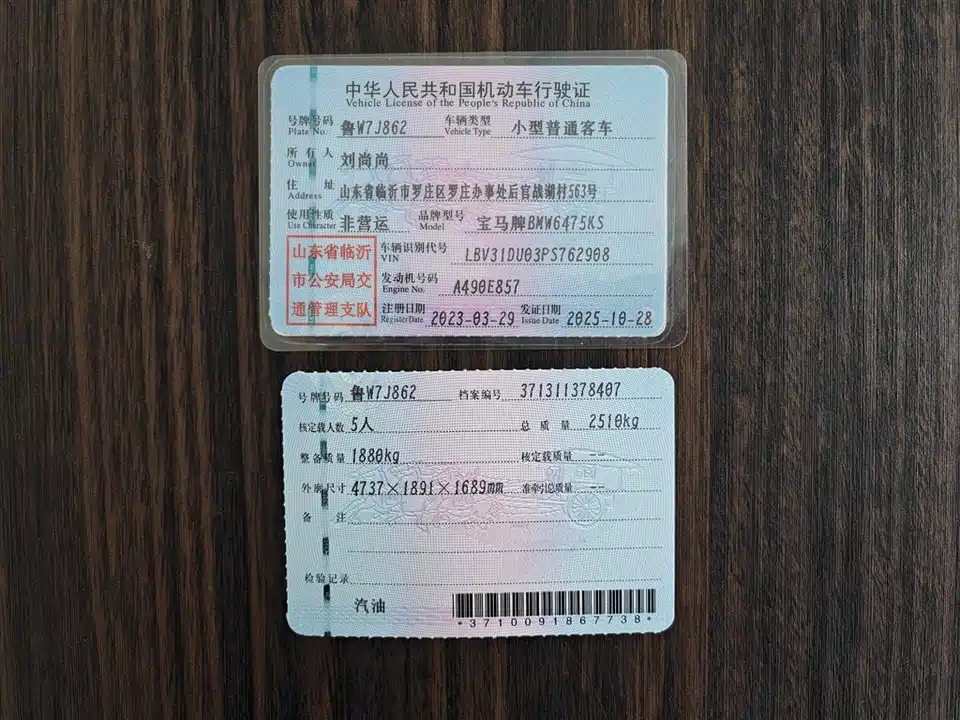 中华人民共和国机动车行驶证
Vehicle License of the People's Republic of China
号牌号码 Plate No. 鲁W7J862 车辆类型 Vehicle Type 小型普通客车
所有人 Owner 刘尚尚
住址 Address 山东省临沂市罗庄区罗庄办事处后官战湖村563号
使用性质 Use Character 非营运 品牌型号 Model 宝马牌BMW6475KS
山东省临沂
市公安局交
通管理支队
车辆识别代号 VIN LBV31DU03PS762908
发动机号码 Engine No. A490E857
注册日期 Register Date 2023-03-29 发证日期 Issue Date 2025-10-28
号牌号码 鲁W7J862 档案编号 371311378407
核定载人数 5人 总质量 2510kg
整备质量 1880kg 核定载质量 --
外廓尺寸 4737×1891×1689mm 准牵引总质量 --
备注
检验记录
汽油
*3710091867738*